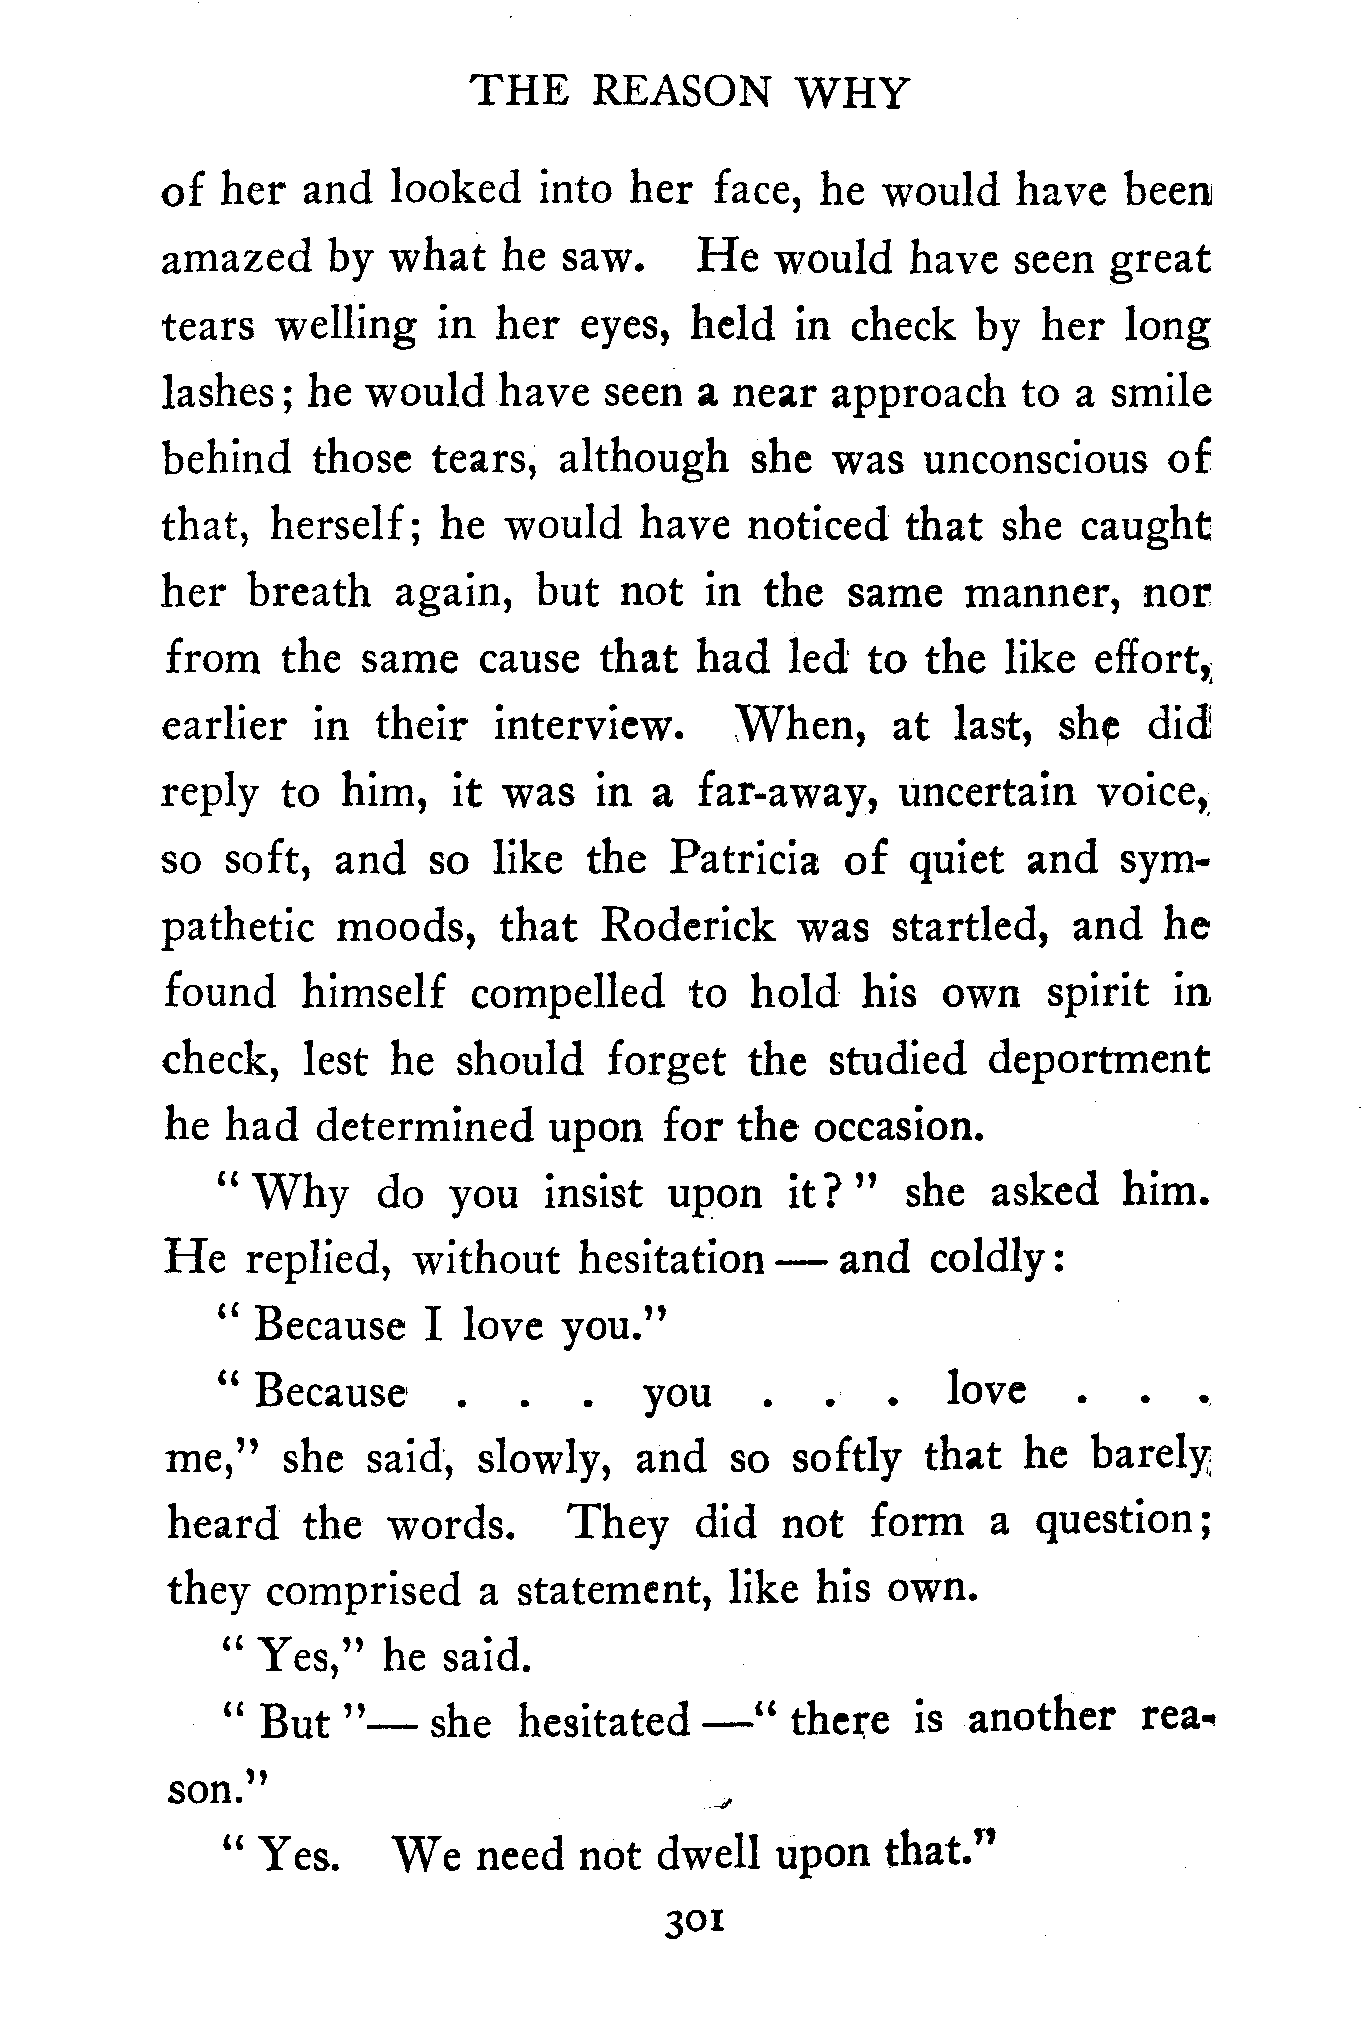 THE REASON WHY
of her and looked into her face, he would have been
amazed by what he saw. He would have seen great
tears welling in her eyes, held in check by her long
lashes; he would have seen a near approach to a smile
behind those tears, although she was unconscious of
that, herself; he would have noticed that she caught
her breath again, but not in the same manner, nor
from the same cause that had led to the like effort,
earlier in their interview. When, at last, she did
reply to him, it was in a far-away, uncertain voice,
so soft, and so like the Patricia of quiet and sym-
pathetic moods, that Roderick was startled, and he
found himself compelled to hold his own spirit in
check, lest he should forget the studied deportment
he had determined upon for the occasion.
“ Why do you insist upon it? ” she asked him.
He replied, without hesitation — and coldly:
“ Because I love you.”
“ Because . . . you . . . love . . .
me,” she said, slowly, and so softly that he barely
heard the words. They did not form a question;
they comprised a statement, like his own.
“ Yes,” he said.
“ But ”— she hesitated —“ there is another rea-
son.”
“ Yes. We need not dwell upon that.”
301